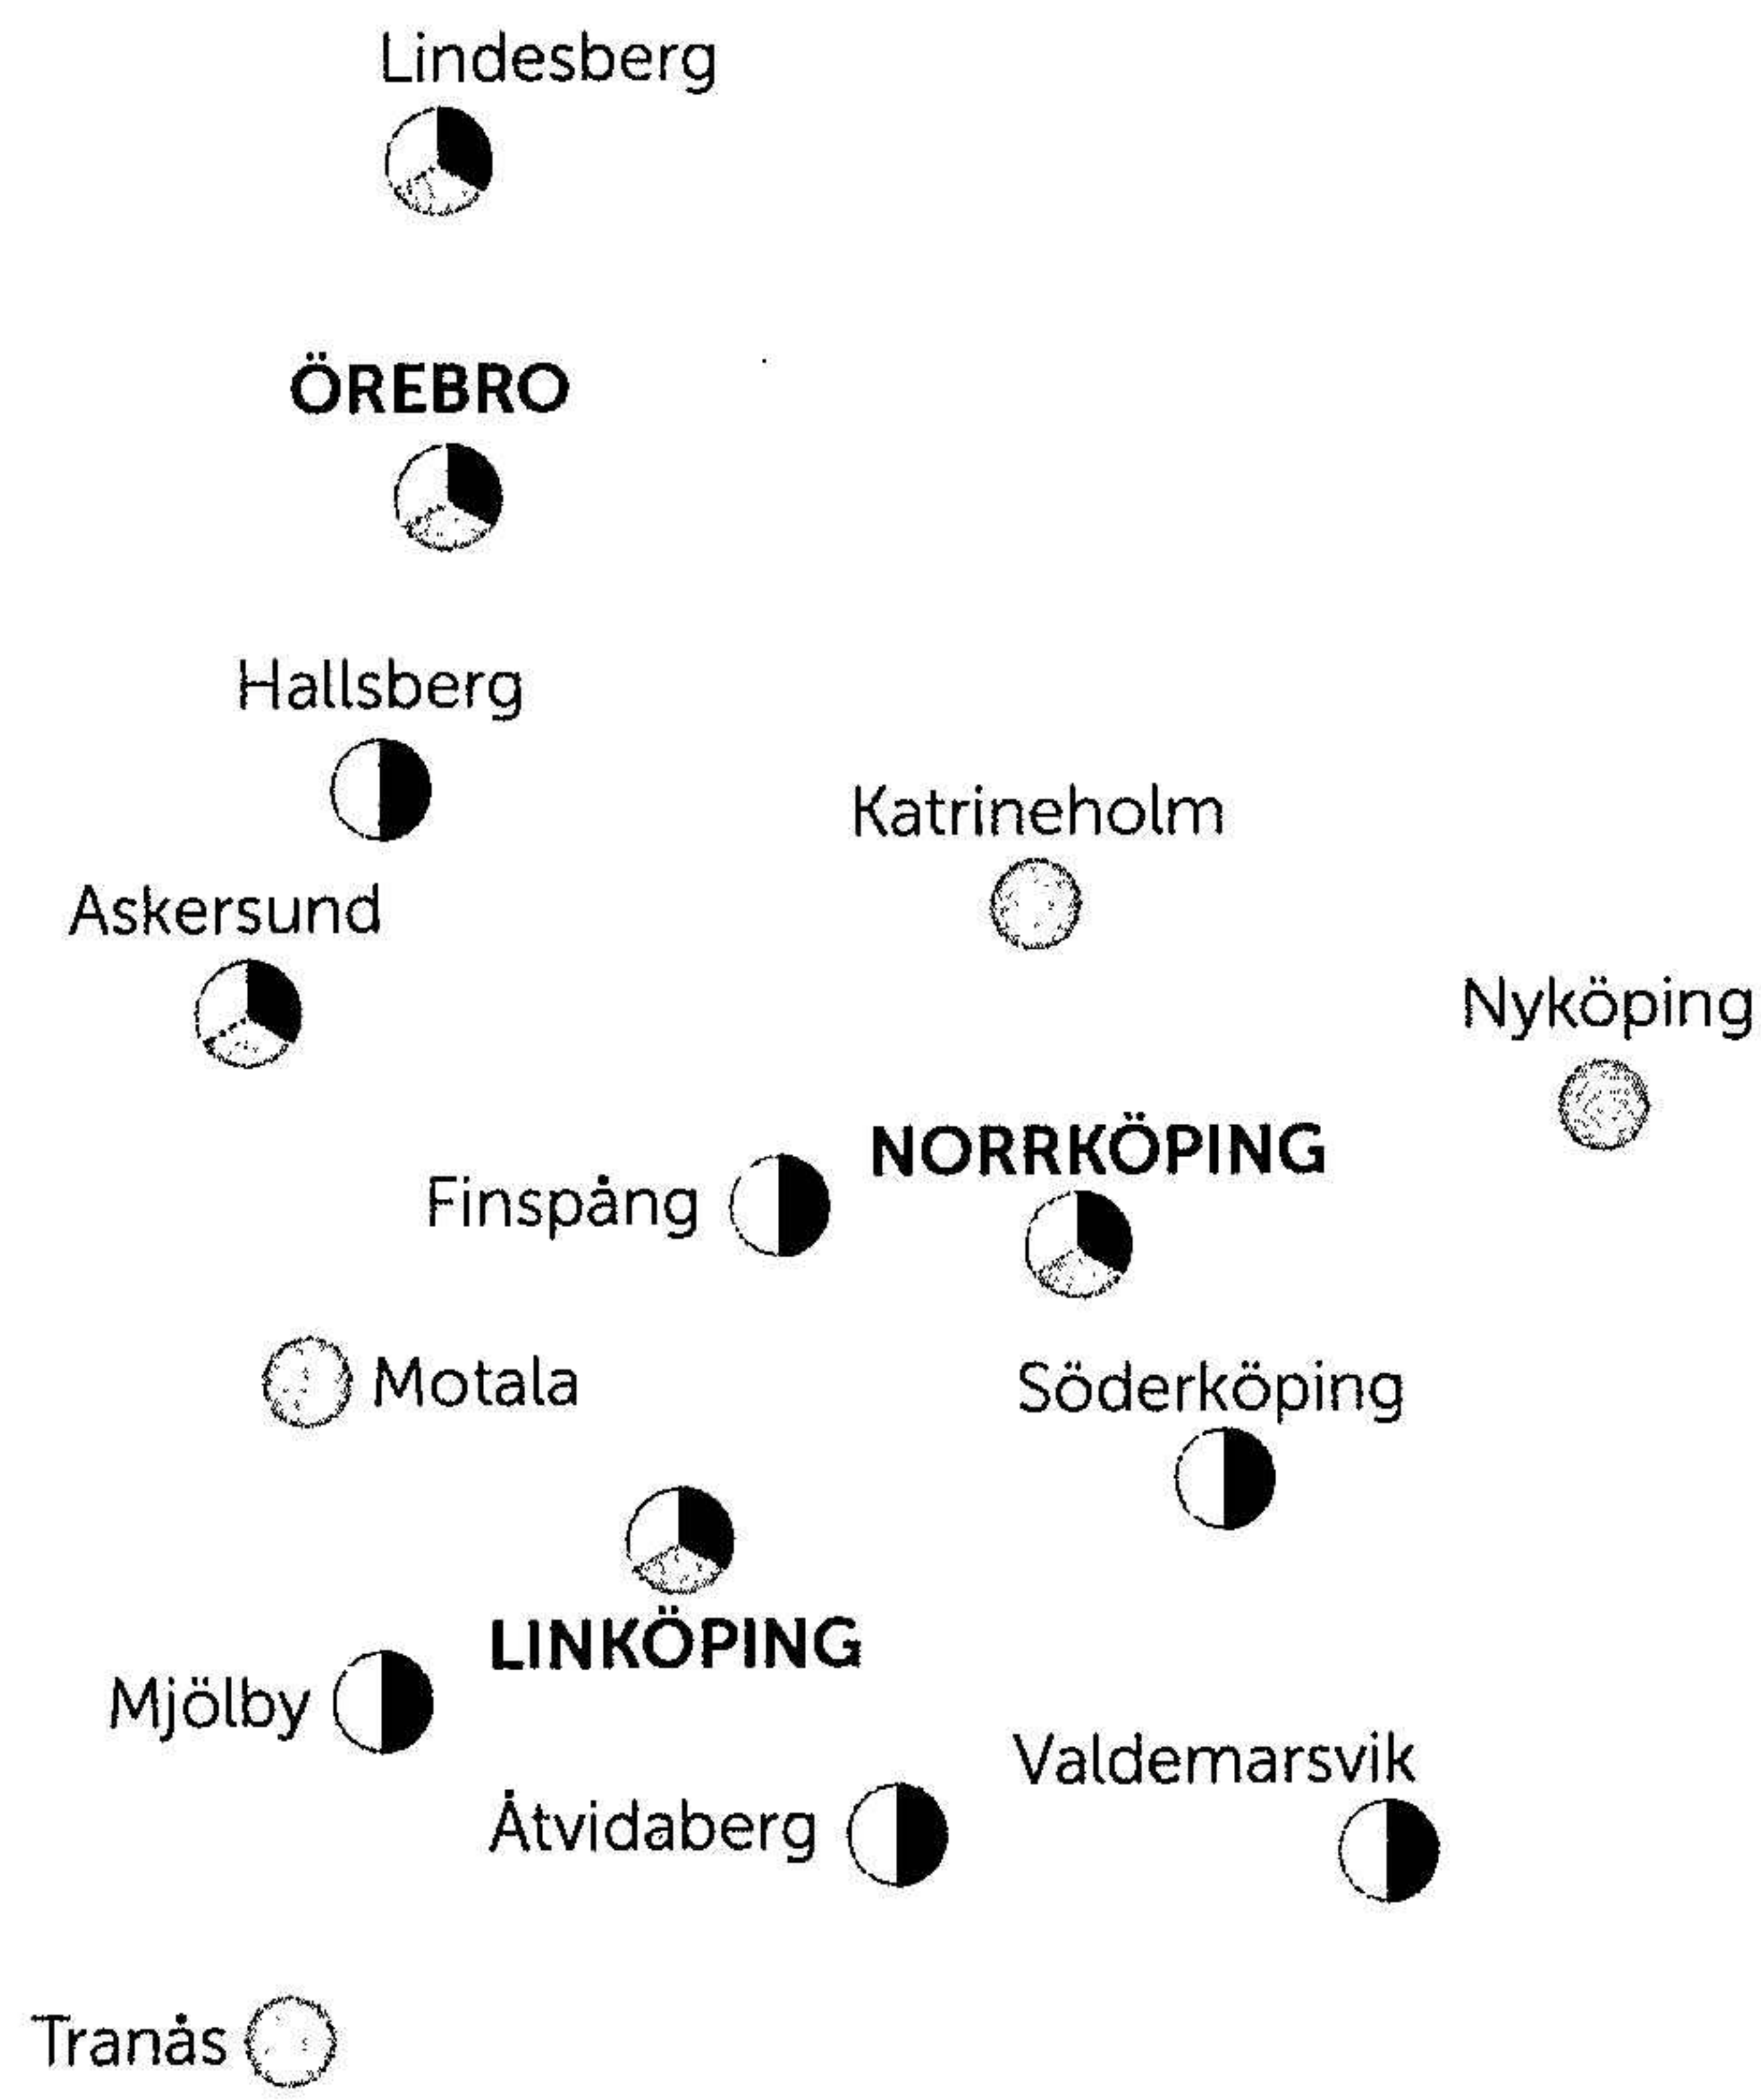 Lindesberg
ÖREBRO
Hallsberg
Katrineholm
Askersund
Nyköping
NORRKÖPING
Finspång
Motala
Söderköping
LINKÖPING
Mjölby
Valdemarsvik
Åtvidaberg
Tranås